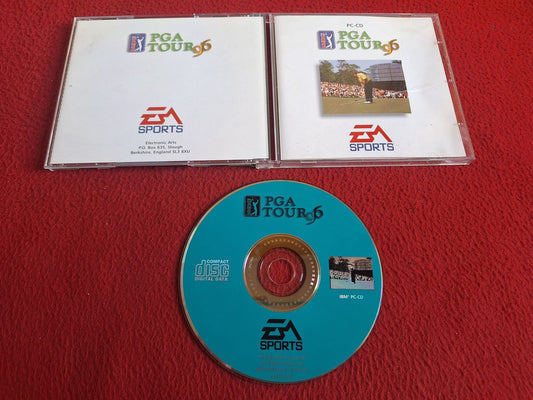 PGA
TOUR 96
EA
SPORTS
Electronic Arts
P.O. Box 835, Slough
Berkshire, England SL3 8XU
PC-CD
PGA
TOUR 96
EA
SPORTS
PGA
TOUR 96
COMPACT
disc
DIGITAL DATA
IBM® PC-CD
EA
SPORTS